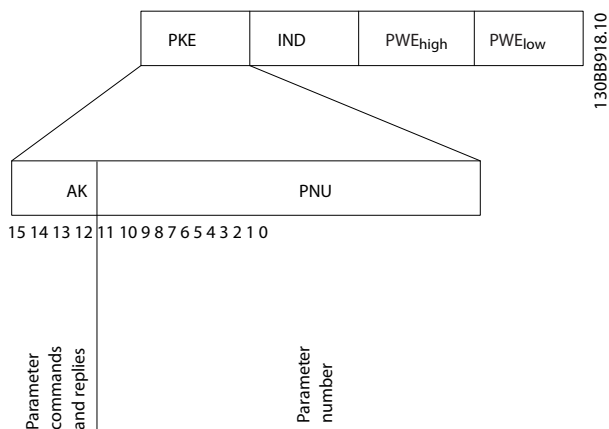 PKE IND PWEhigh PWElow
130BB918.10
AK PNU
15 14 13 12 11 10 9 8 7 6 5 4 3 2 1 0
Parameter
commands
and replies
Parameter
number